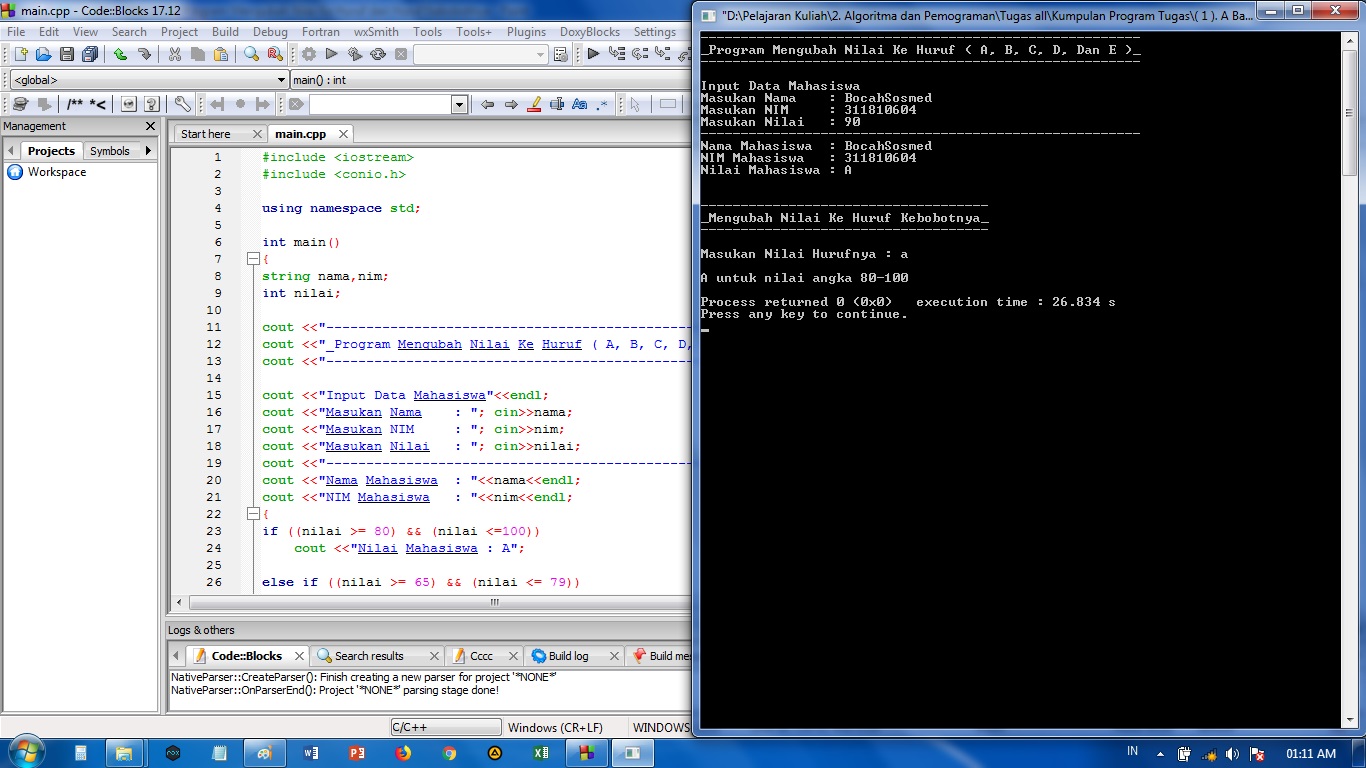 main.cpp - Code::Blocks 17.12
File Edit View Search Project Build Debug Fortran wxSmith Tools Tools+ Plugins DoxyBlocks Settings
<global>
main() : int
/** *<
Aa .*
Management
Projects Symbols
Workspace
Start here
main.cpp
1 #include <iostream>
2 #include <conio.h>
3
4 using namespace std;
5
6 int main()
7 {
8 string nama,nim;
9 int nilai;
10
11 cout <<"----------------------------------------------
12 cout <<"_Program Mengubah Nilai Ke Huruf ( A, B, C, D,
13 cout <<"----------------------------------------------
14
15 cout <<"Input Data Mahasiswa"<<endl;
16 cout <<"Masukan Nama    : "; cin>>nama;
17 cout <<"Masukan NIM     : "; cin>>nim;
18 cout <<"Masukan Nilai   : "; cin>>nilai;
19 cout <<"----------------------------------------------
20 cout <<"Nama Mahasiswa  : "<<nama<<endl;
21 cout <<"NIM Mahasiswa   : "<<nim<<endl;
22 {
23 if ((nilai >= 80) && (nilai <=100))
24     cout <<"Nilai Mahasiswa : A";
25
26 else if ((nilai >= 65) && (nilai <= 79))
Logs & others
Code::Blocks
Search results
Cccc
Build log
Build me
NativeParser::CreateParser(): Finish creating a new parser for project '*NONE*'
NativeParser::OnParserEnd(): Project '*NONE*' parsing stage done!
C/C++
Windows (CR+LF)
WINDOWS
"D:\Pelajaran Kuliah\2. Algoritma dan Pemograman\Tugas all\Kumpulan Program Tugas\( 1 ). A Ba...
-------------------------------------------------------
_Program Mengubah Nilai Ke Huruf ( A, B, C, D, Dan E )_
-------------------------------------------------------
Input Data Mahasiswa
Masukan Nama    : BocahSosmed
Masukan NIM     : 311810604
Masukan Nilai   : 90
-------------------------------------------------------
Nama Mahasiswa  : BocahSosmed
NIM Mahasiswa   : 311810604
Nilai Mahasiswa : A
------------------------------------
_Mengubah Nilai Ke Huruf Kebobotnya_
------------------------------------
Masukan Nilai Hurufnya : a
A untuk nilai angka 80-100
Process returned 0 (0x0)   execution time : 26.834 s
Press any key to continue.
IN
01:11 AM